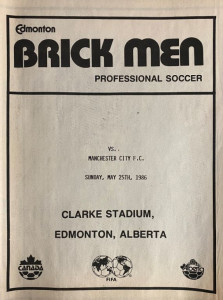 Edmonton
BRICK MEN
PROFESSIONAL SOCCER
VS.
MANCHESTER CITY F.C.
SUNDAY, MAY 25TH, 1986
CLARKE STADIUM,
EDMONTON, ALBERTA
CANADA
FIFA